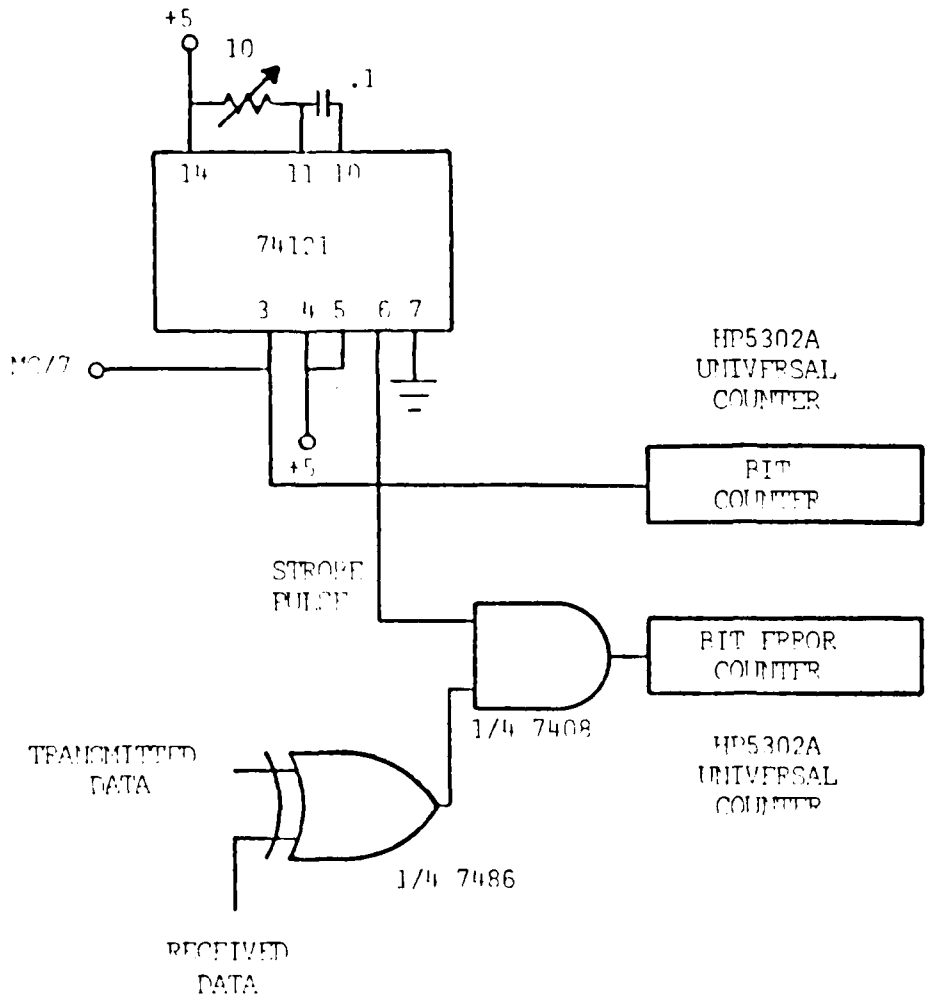 +5
10
.1
14 11 10
74121
3 4 5 6 7
+5
HP5302A
UNIVERSAL
COUNTER
BIT
COUNTER
STROBE
PULSE
BIT ERROR
COUNTER
1/4 7408
TRANSMITTED
DATA
HP5302A
UNIVERSAL
COUNTER
1/4 7486
RECEIVED
DATA